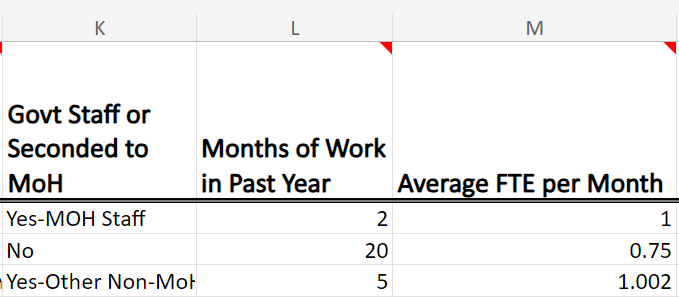 K L M
Govt Staff or
Seconded to
MoH
Months of Work
in Past Year
Average FTE per Month
Yes-MOH Staff 2 1
No 20 0.75
Yes-Other Non-MoH 5 1.002